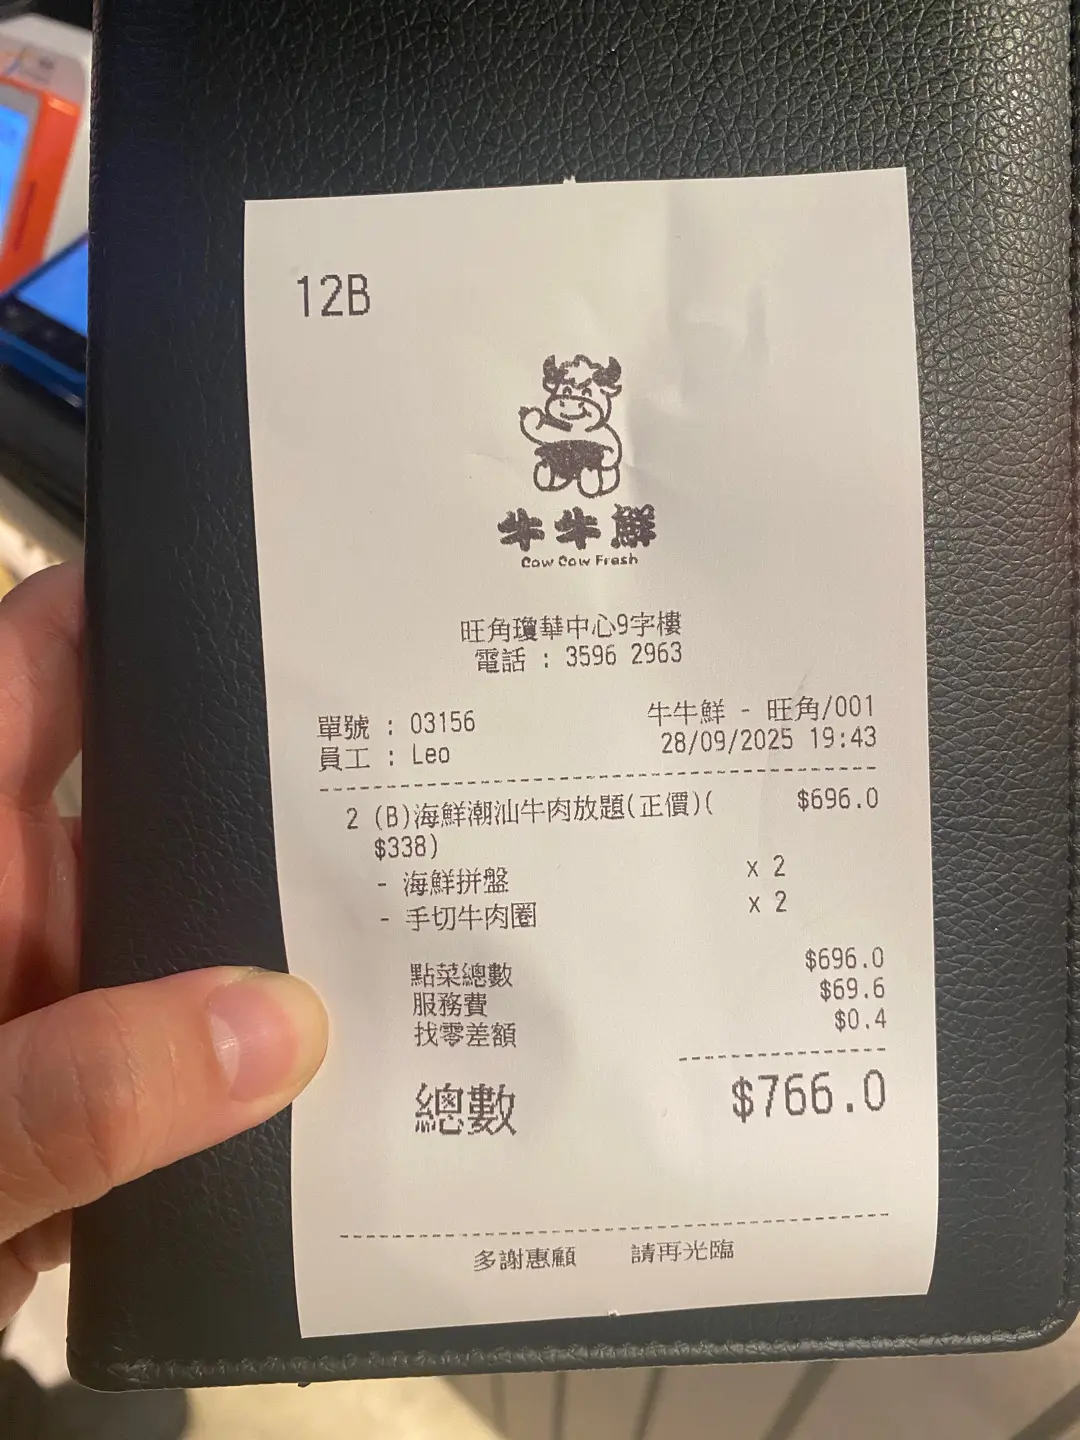 12B
牛牛鮮
Cow Cow Fresh
旺角瓊華中心9字樓
電話 : 3596 2963
單號 : 03156 牛牛鮮 - 旺角/001
員工 : Leo 28/09/2025 19:43
2 (B)海鮮潮汕牛肉放題(正價)( $696.0
$338)
- 海鮮拼盤 x 2
- 手切牛肉圈 x 2
點菜總數 $696.0
服務費 $69.6
找零差額 $0.4
總數 $766.0
多謝惠顧 請再光臨